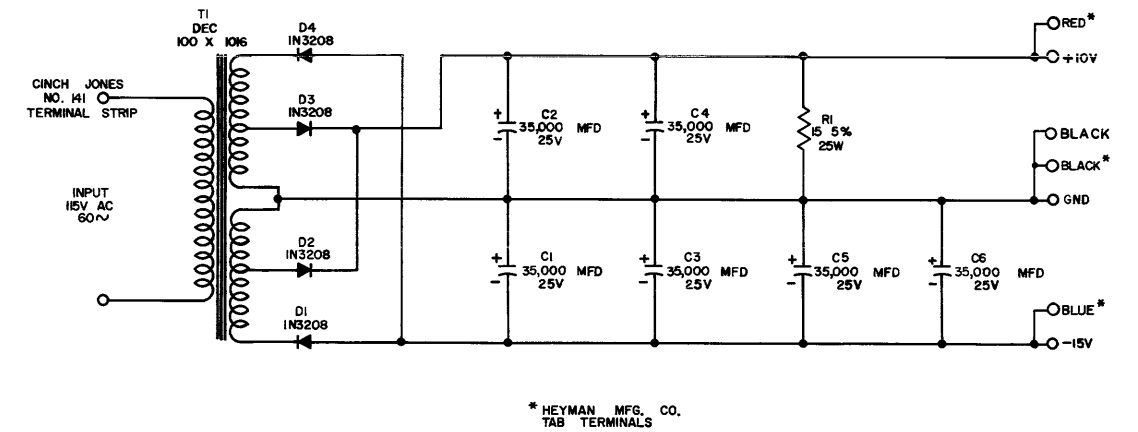 T1
DEC
100 X 1016
CINCH JONES
NO. 141
TERMINAL STRIP
INPUT
115V AC
60~
D4
1N3208
D3
1N3208
D2
1N3208
D1
1N3208
+ C2
35,000 MFD
- 25V
+ C4
35,000 MFD
- 25V
R1
15 5%
25W
+ C1
35,000 MFD
- 25V
+ C3
35,000 MFD
- 25V
+ C5
35,000 MFD
- 25V
+ C6
35,000 MFD
- 25V
RED*
+10V
BLACK
BLACK*
GND
BLUE*
-15V
* HEYMAN MFG. CO.
TAB TERMINALS